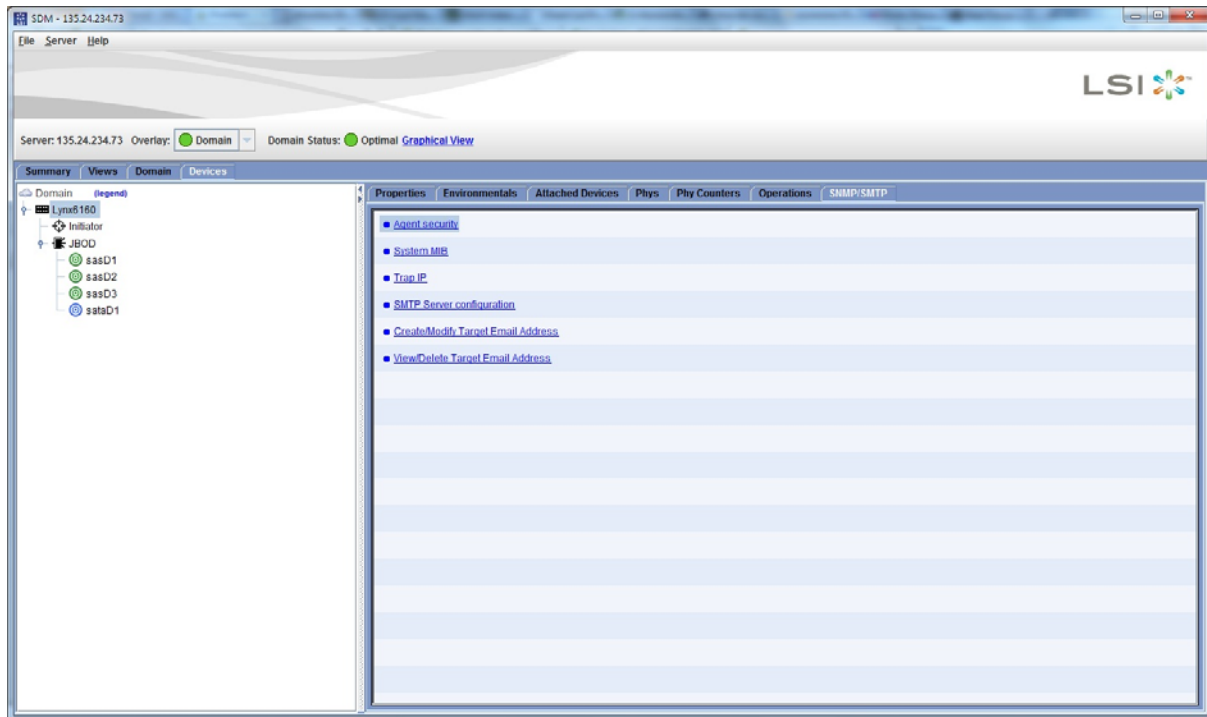 SDM - 135.24.234.73
File Server Help
LSI
Server: 135.24.234.73 Overlay: Domain Domain Status: Optimal Graphical View
Summary Views Domain Devices
Domain (legend)
Lynx6160
Initiator
JBOD
sasD1
sasD2
sasD3
sataD1
Properties Environmentals Attached Devices Phys Phy Counters Operations SNMP/SMTP
Agent security
System MIB
Trap IP
SMTP Server configuration
Create/Modify Target Email Address
View/Delete Target Email Address